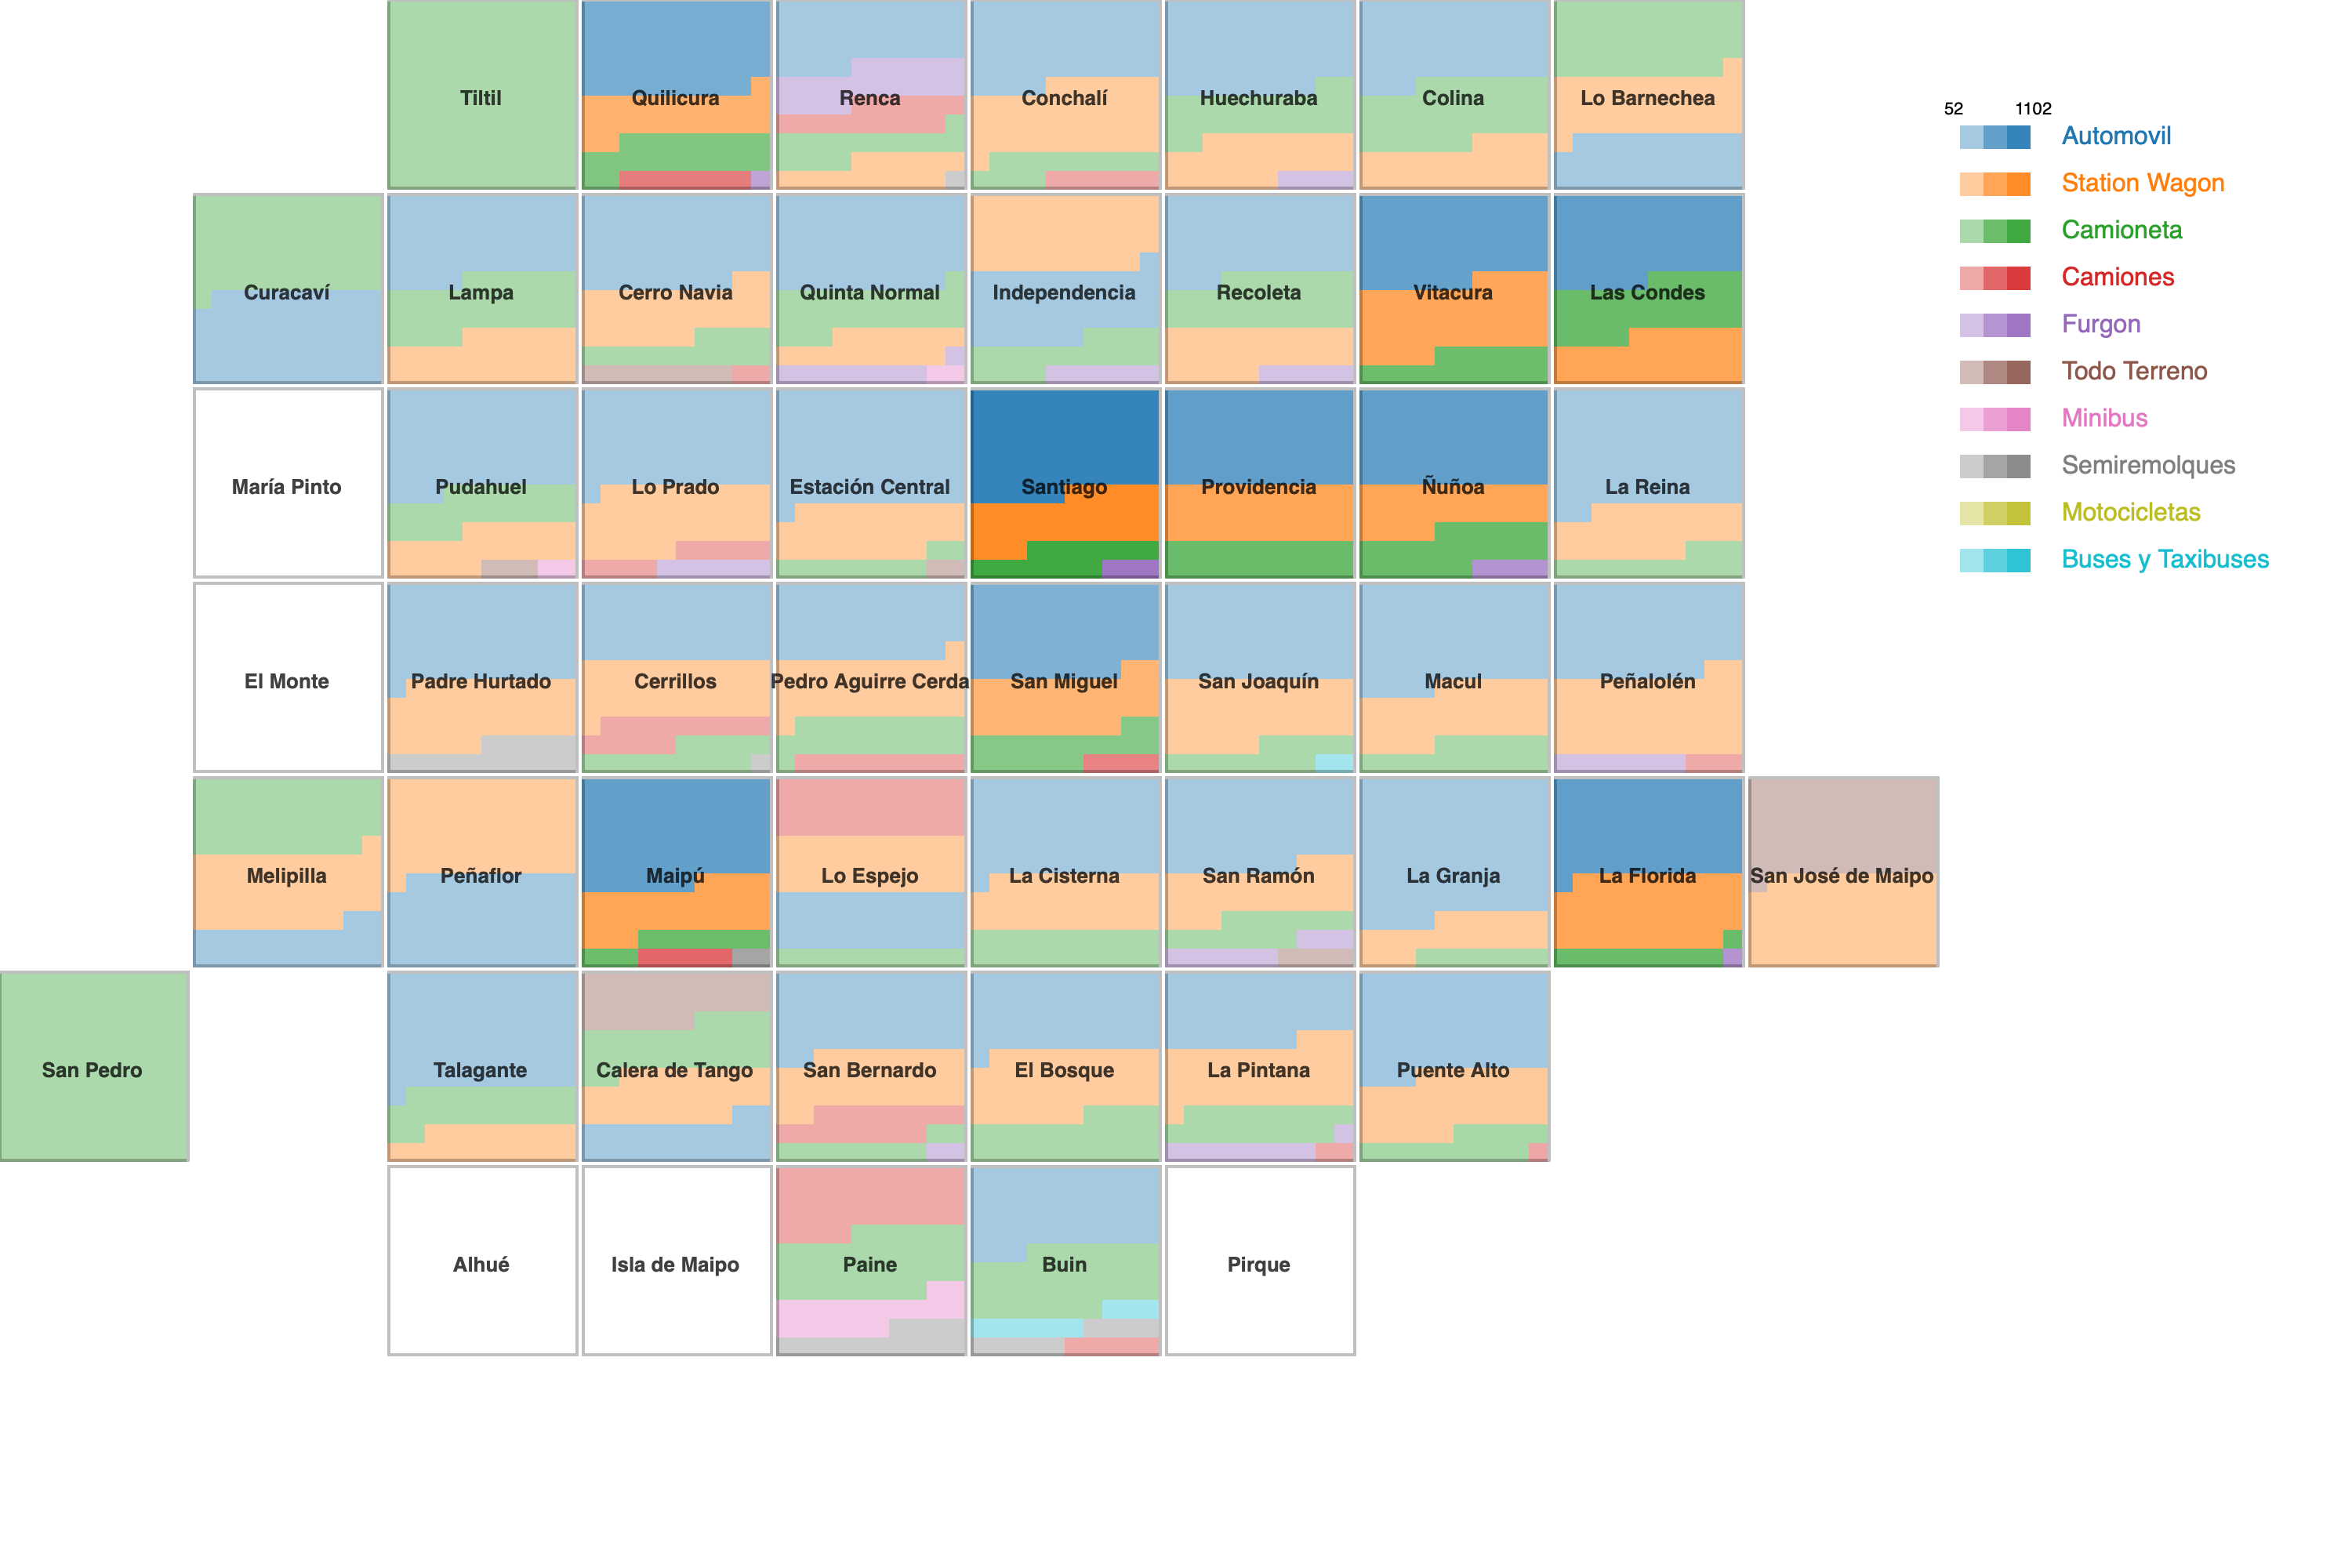 Tiltil
Quilicura
Renca
Conchalí
Huechuraba
Colina
Lo Barnechea
52 1102
Automovil
Station Wagon
Camioneta
Camiones
Furgon
Todo Terreno
Minibus
Semiremolques
Motocicletas
Buses y Taxibuses
Curacaví
Lampa
Cerro Navia
Quinta Normal
Independencia
Recoleta
Vitacura
Las Condes
María Pinto
Pudahuel
Lo Prado
Estación Central
Santiago
Providencia
Ñuñoa
La Reina
El Monte
Padre Hurtado
Cerrillos
Pedro Aguirre Cerda
San Miguel
San Joaquín
Macul
Peñalolén
Melipilla
Peñaflor
Maipú
Lo Espejo
La Cisterna
San Ramón
La Granja
La Florida
San José de Maipo
San Pedro
Talagante
Calera de Tango
San Bernardo
El Bosque
La Pintana
Puente Alto
Alhué
Isla de Maipo
Paine
Buin
Pirque